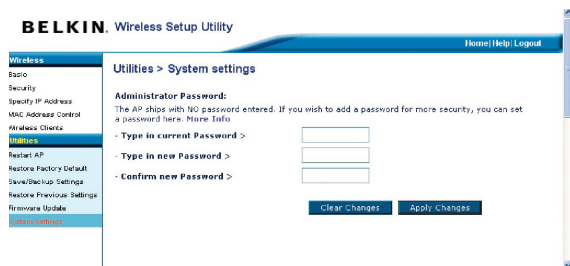 BELKIN. Wireless Setup Utility
Home|Help|Logout
Wireless
Basic
Security
Specify IP Address
MAC Address Control
Wireless Clients
Utilities
Restart AP
Restore Factory Default
Save/Backup Settings
Restore Previous Settings
Firmware Update
System Settings
Utilities > System settings
Administrator Password:
The AP ships with NO password entered. If you wish to add a password for more security, you can set
a password here. More Info
- Type in current Password >
- Type in new Password >
- Confirm new Password >
Clear Changes
Apply Changes